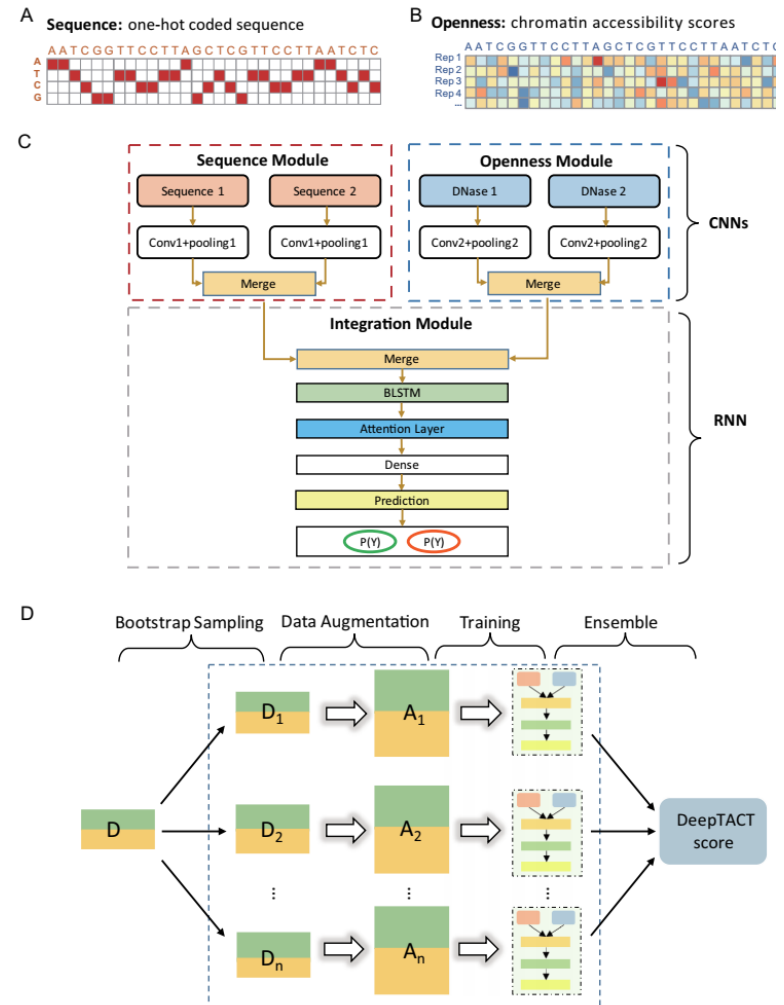 A
Sequence: one-hot coded sequence
A A T C G G T T C C T T A G C T C G T T C C T T A A T C T C
A
T
C
G
B
Openness: chromatin accessibility scores
A A T C G G T T C C T T A G C T C G T T C C T T A A T C T C
Rep 1
Rep 2
Rep 3
Rep 4
...
C
Sequence Module
Openness Module
Sequence 1
Sequence 2
DNase 1
DNase 2
CNNs
Conv1+pooling1
Conv1+pooling1
Conv2+pooling2
Conv2+pooling2
Merge
Merge
Integration Module
Merge
BLSTM
Attention Layer
RNN
Dense
Prediction
P(Y)
P(Y)
D
Bootstrap Sampling
Data Augmentation
Training
Ensemble
D1
A1
D
D2
A2
DeepTACT
score
...
...
...
Dn
An